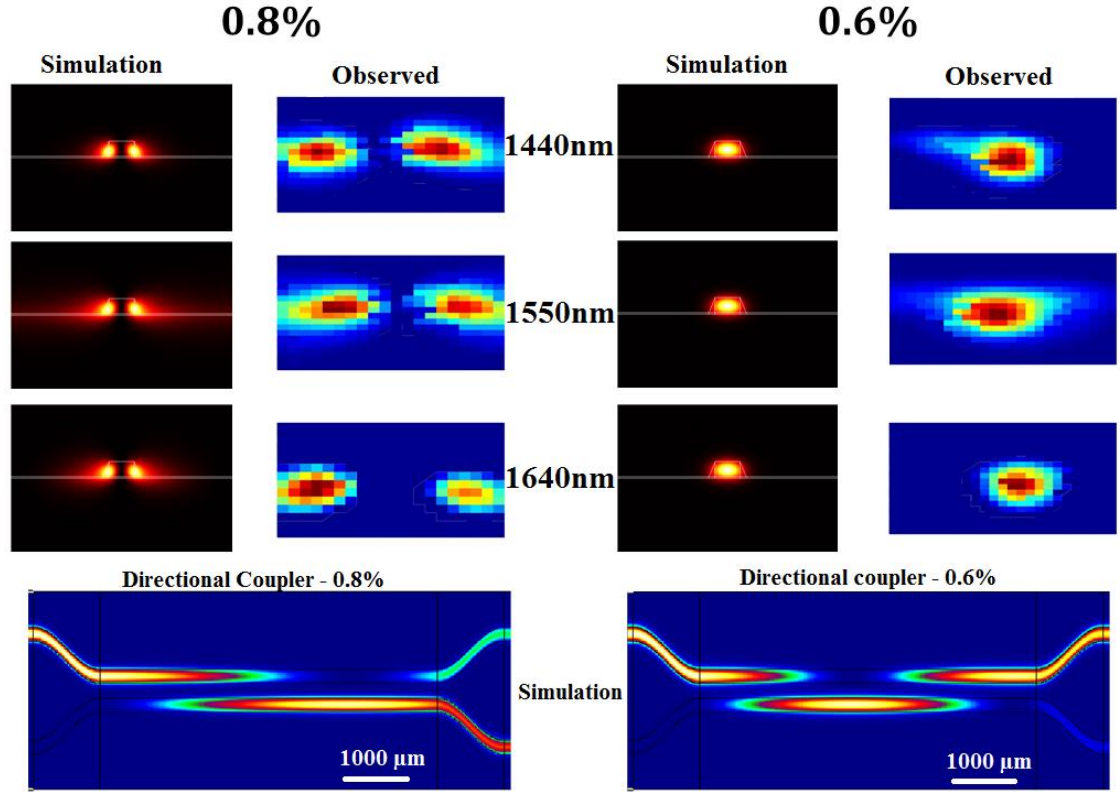 0.8%
0.6%
Simulation
Observed
Simulation
Observed
1440nm
1550nm
1640nm
Directional Coupler - 0.8%
Directional coupler - 0.6%
Simulation
1000 μm
1000 μm